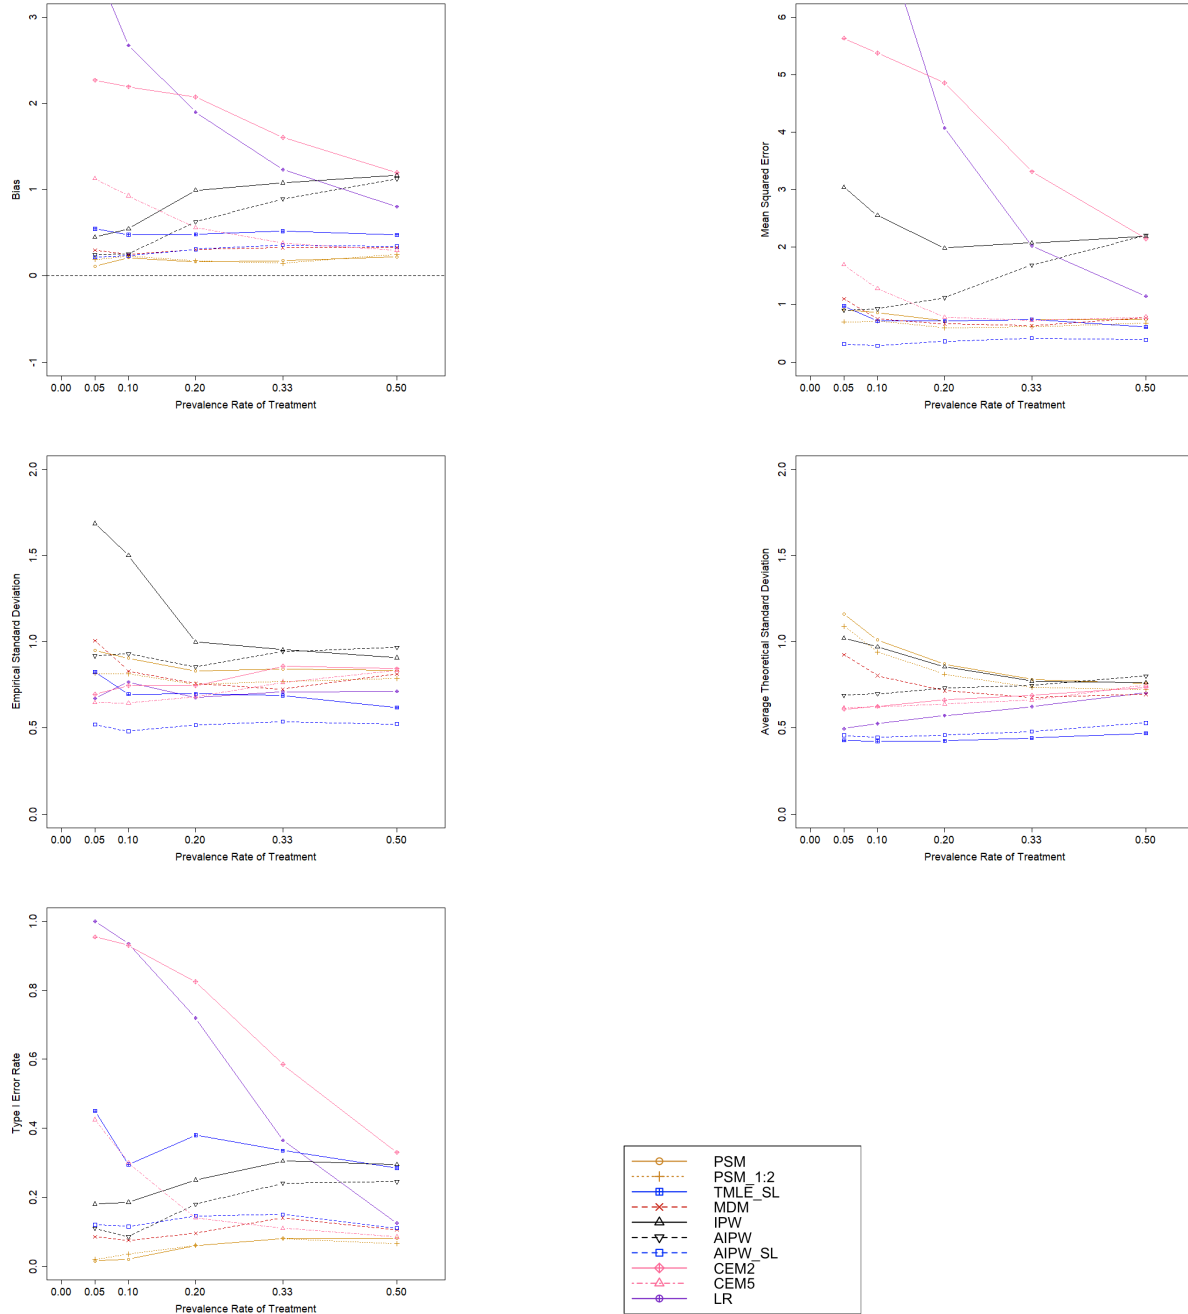 3
2
1
0
-1
Bias
0.00 0.05 0.10 0.20 0.33 0.50
Prevalence Rate of Treatment
6
5
4
3
2
1
0
Mean Squared Error
0.00 0.05 0.10 0.20 0.33 0.50
Prevalence Rate of Treatment
2.0
1.5
1.0
0.5
0.0
Empirical Standard Deviation
0.00 0.05 0.10 0.20 0.33 0.50
Prevalence Rate of Treatment
2.0
1.5
1.0
0.5
0.0
Average Theoretical Standard Deviation
0.00 0.05 0.10 0.20 0.33 0.50
Prevalence Rate of Treatment
1.0
0.8
0.6
0.4
0.2
0.0
Type I Error Rate
0.00 0.05 0.10 0.20 0.33 0.50
Prevalence Rate of Treatment
PSM
PSM_1:2
TMLE_SL
MDM
IPW
AIPW
AIPW_SL
CEM2
CEM5
LR